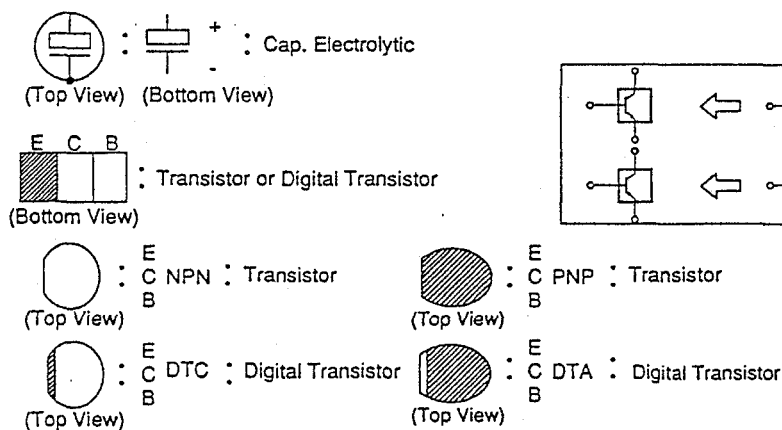 +
: : Cap. Electrolytic
-
(Top View) (Bottom View)
E C B
: Transistor or Digital Transistor
(Bottom View)
E
: C NPN : Transistor
B
(Top View)
E
: C PNP : Transistor
B
(Top View)
E
: C DTC : Digital Transistor
B
(Top View)
E
: C DTA : Digital Transistor
B
(Top View)